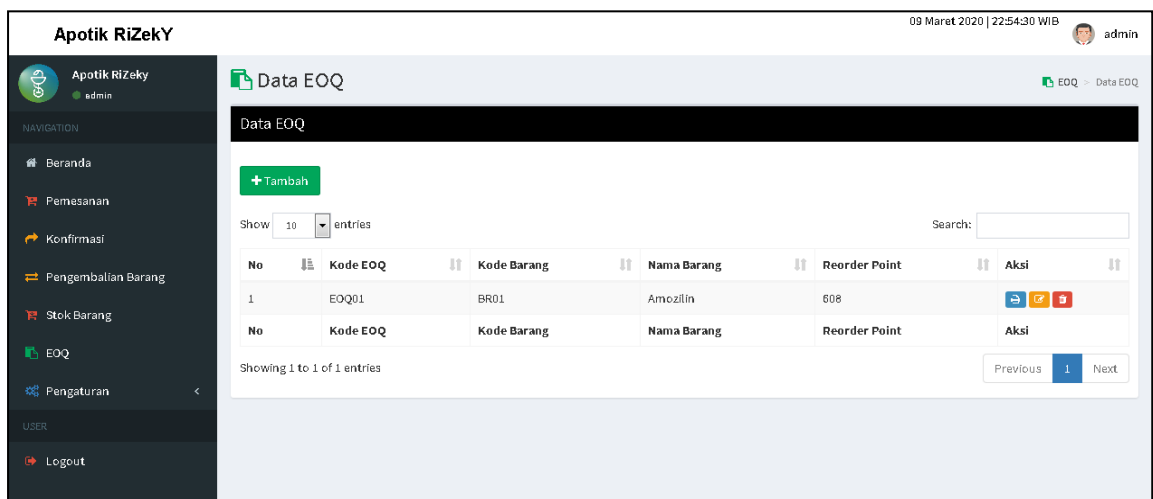 Apotik RiZekY
09 Maret 2020 | 22:54:30 WIB
admin
Apotik RiZeky
admin
NAVIGATION
Beranda
Pemesanan
Konfirmasi
Pengembalian Barang
Stok Barang
EOQ
Pengaturan
USER
Logout
Data EOQ
EOQ > Data EOQ
Data EOQ
+ Tambah
Show 10 entries
Search:
No Kode EOQ Kode Barang Nama Barang Reorder Point Aksi
1 EOQ01 BR01 Amozilin 608
No Kode EOQ Kode Barang Nama Barang Reorder Point Aksi
Showing 1 to 1 of 1 entries
Previous 1 Next